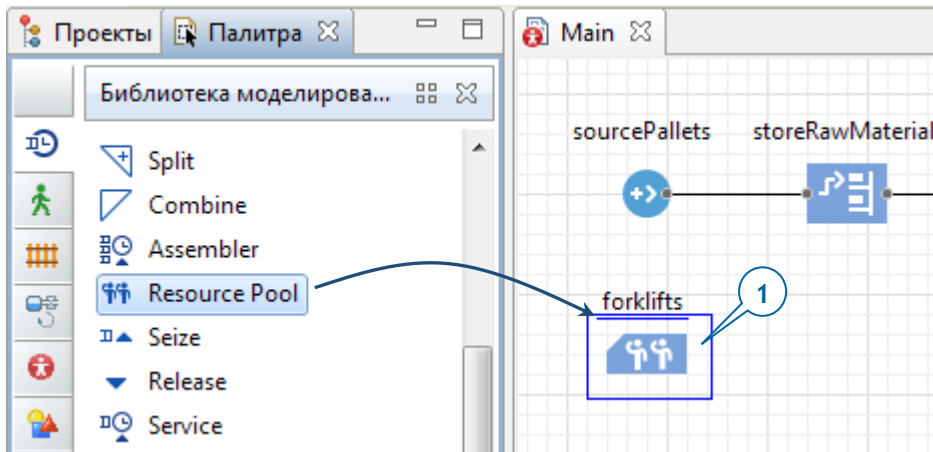 Проекты
Палитра
Main
Библиотека моделирова...
Split
Combine
Assembler
Resource Pool
Seize
Release
Service
sourcePallets
storeRawMaterial
forklifts
1